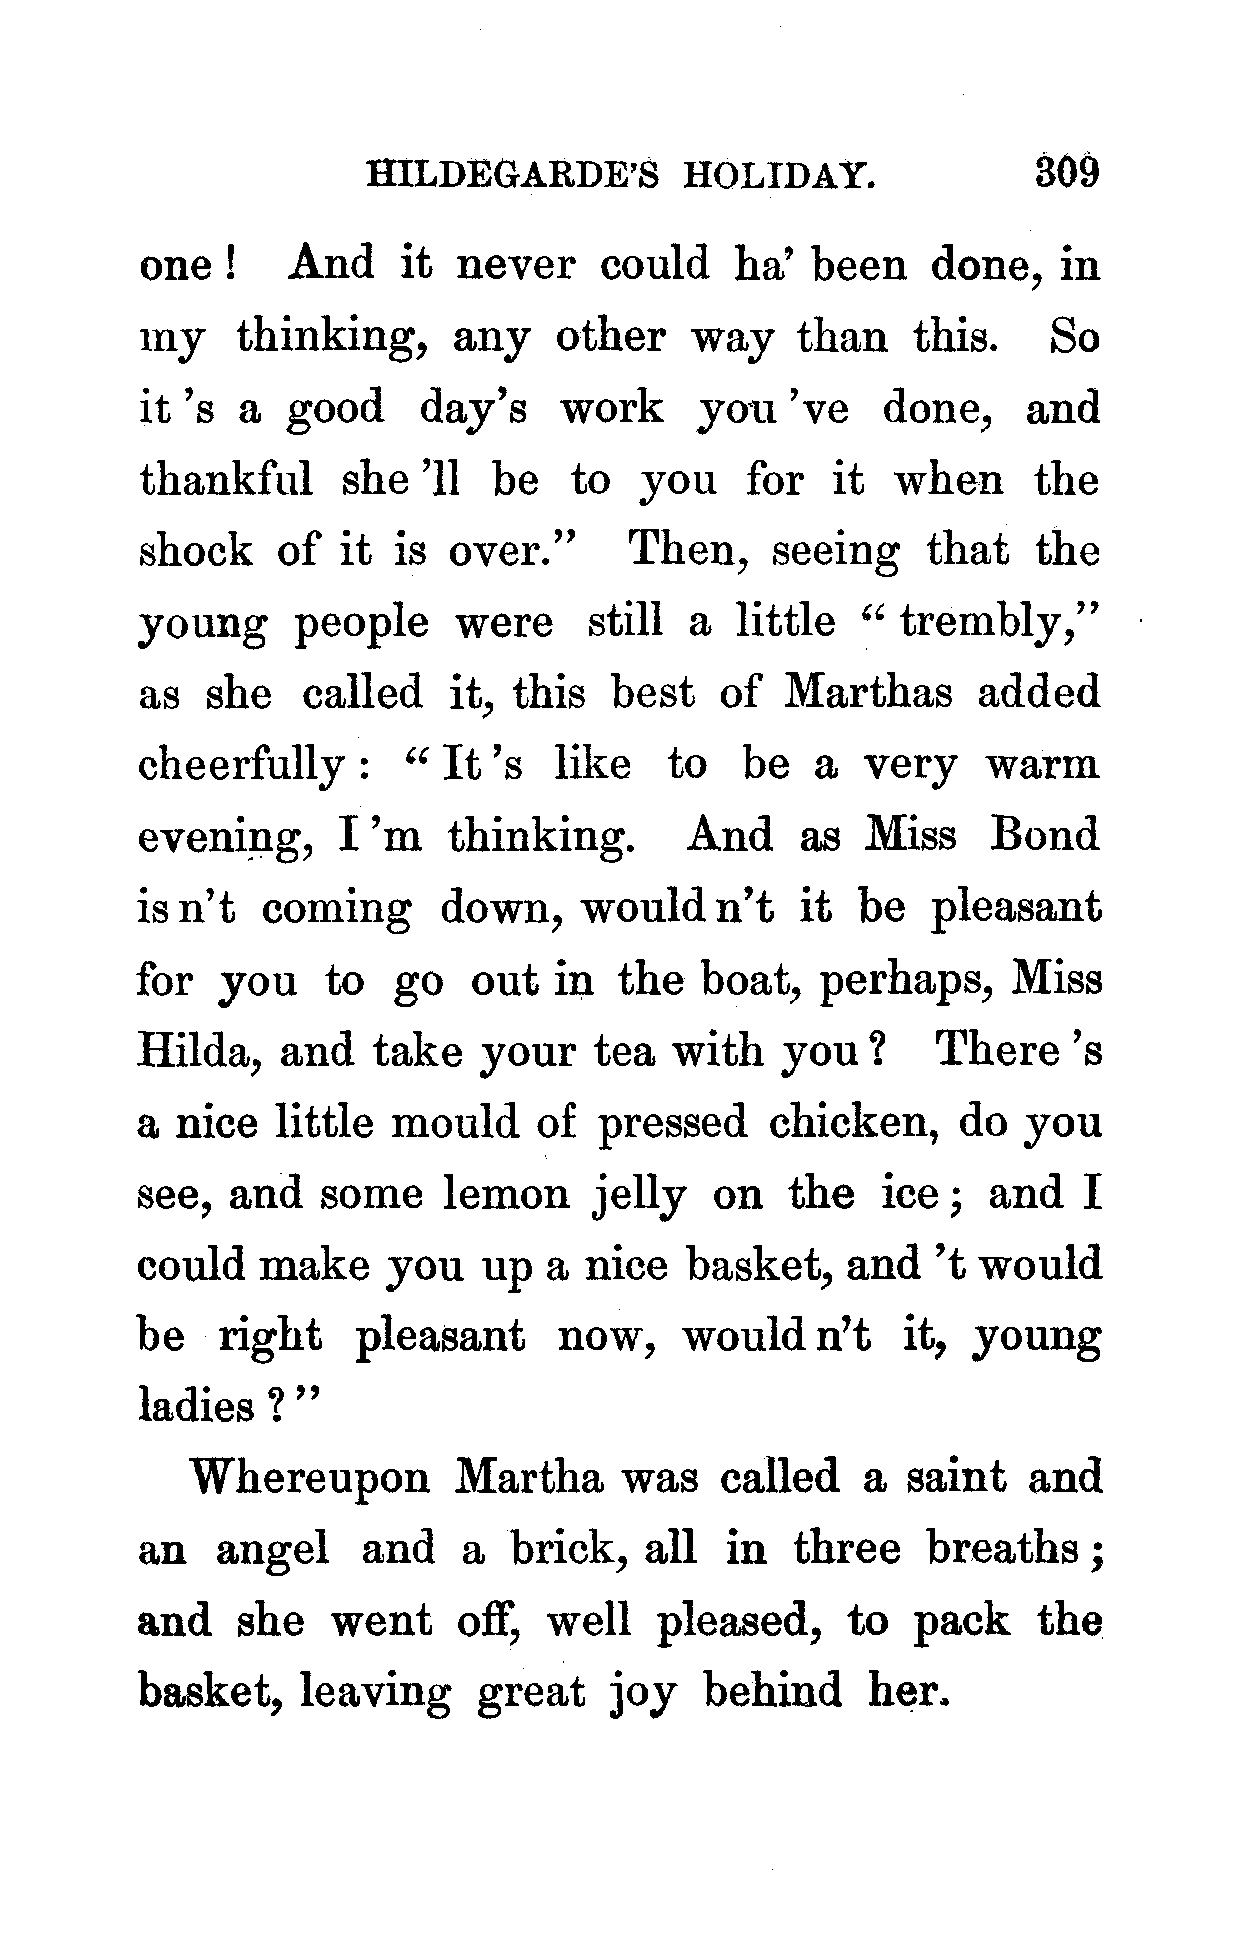 HILDEGARDE'S HOLIDAY. 309
one! And it never could ha' been done, in
my thinking, any other way than this. So
it 's a good day's work you 've done, and
thankful she 'll be to you for it when the
shock of it is over." Then, seeing that the
young people were still a little "trembly,"
as she called it, this best of Marthas added
cheerfully: "It 's like to be a very warm
evening, I 'm thinking. And as Miss Bond
is n't coming down, would n't it be pleasant
for you to go out in the boat, perhaps, Miss
Hilda, and take your tea with you? There 's
a nice little mould of pressed chicken, do you
see, and some lemon jelly on the ice; and I
could make you up a nice basket, and 't would
be right pleasant now, would n't it, young
ladies?"
Whereupon Martha was called a saint and
an angel and a brick, all in three breaths;
and she went off, well pleased, to pack the
basket, leaving great joy behind her.